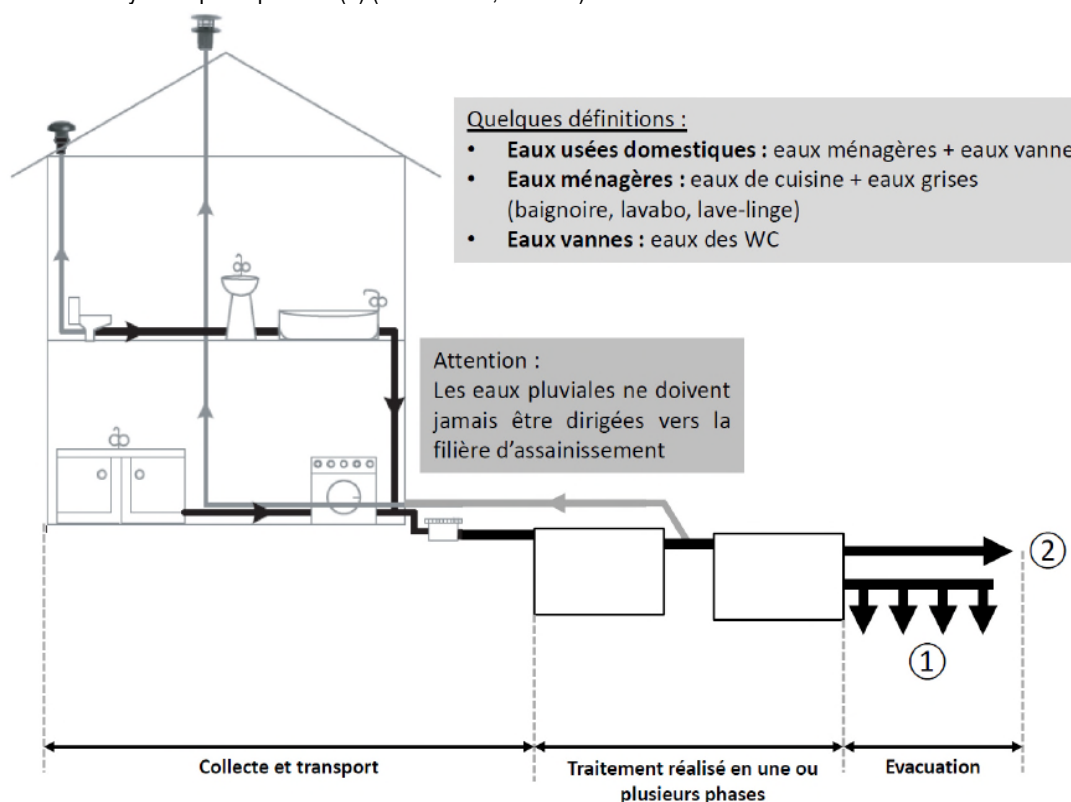 Quelques définitions :
• Eaux usées domestiques : eaux ménagères + eaux vanne
• Eaux ménagères : eaux de cuisine + eaux grises
(baignoire, lavabo, lave-linge)
• Eaux vannes : eaux des WC
Attention :
Les eaux pluviales ne doivent
jamais être dirigées vers la
filière d'assainissement
②
①
Collecte et transport
Traitement réalisé en une ou
plusieurs phases
Evacuation